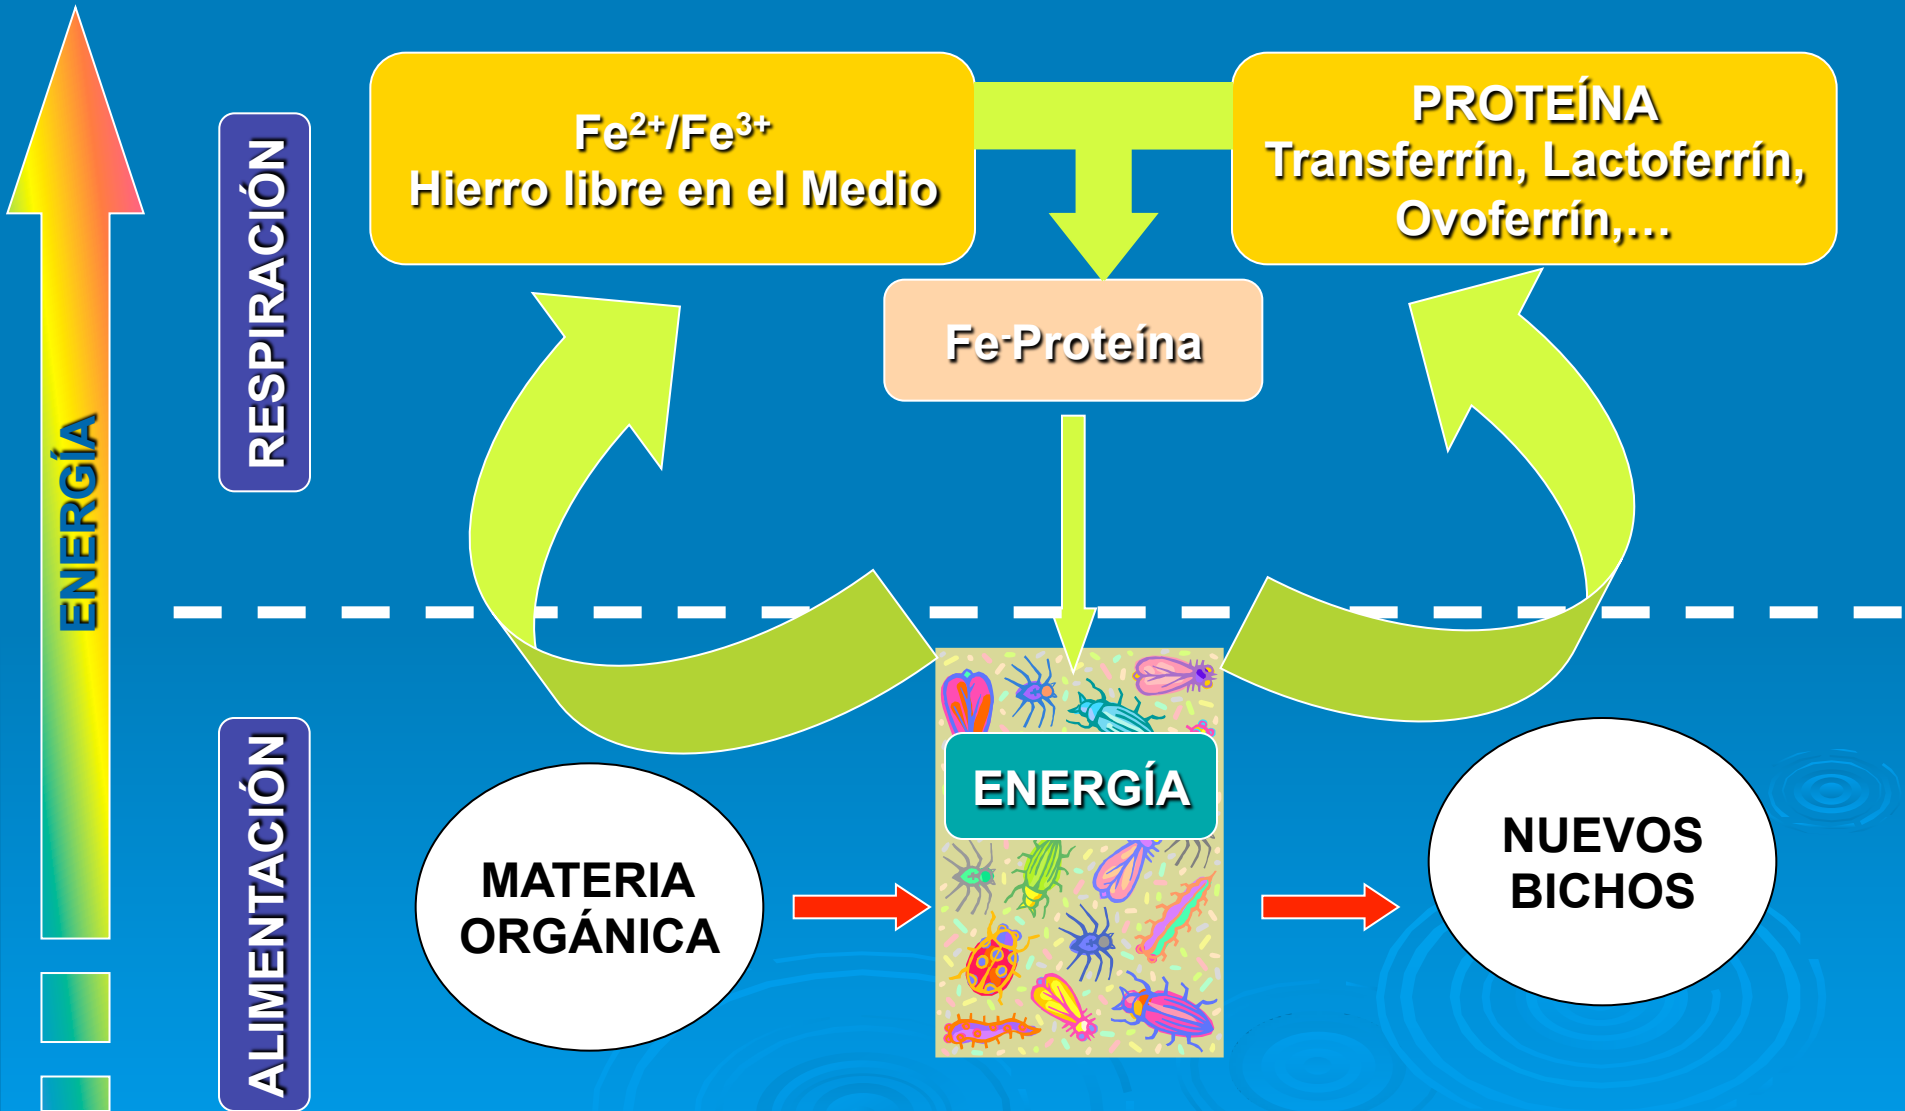 ENERGÍA
RESPIRACIÓN
Fe²⁺/Fe³⁺
Hierro libre en el Medio
PROTEÍNA
Transferrín, Lactoferrín,
Ovoferrín,...
Fe⁻Proteína
ALIMENTACIÓN
MATERIA
ORGÁNICA
ENERGÍA
NUEVOS
BICHOS